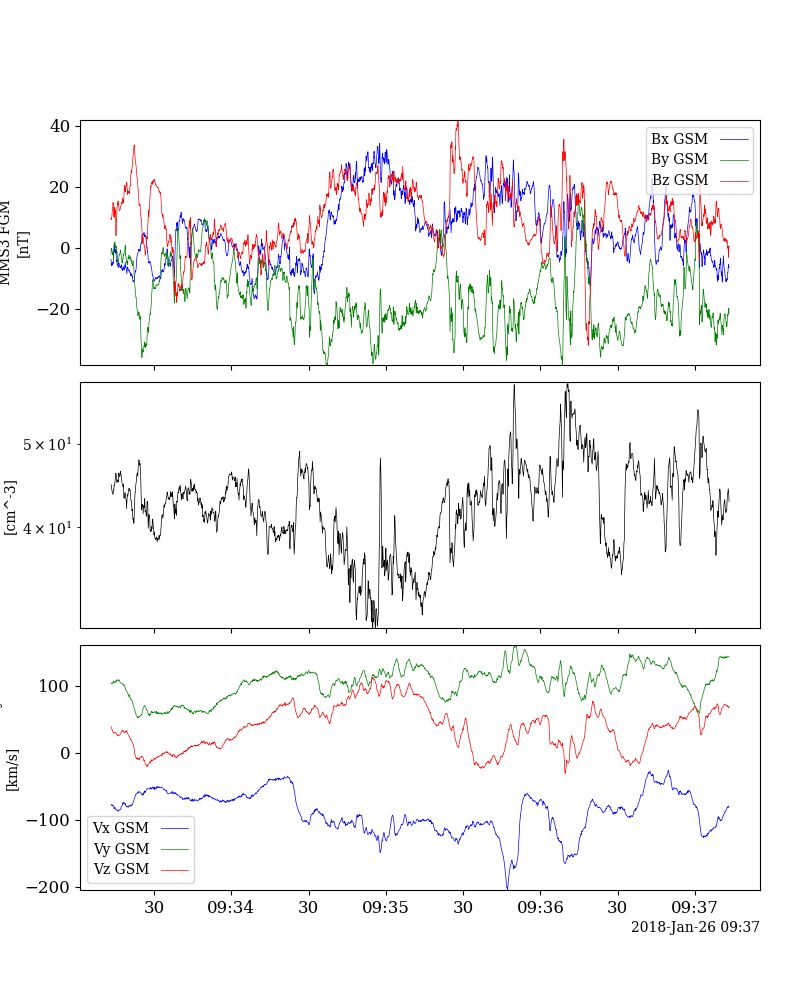 40
20
0
−20
MMS3 FGM
[nT]
Bx GSM
By GSM
Bz GSM
5 × 10¹
4 × 10¹
[cm^-3]
100
0
−100
−200
[km/s]
Vx GSM
Vy GSM
Vz GSM
30
09:34
30
09:35
30
09:36
30
09:37
2018-Jan-26 09:37